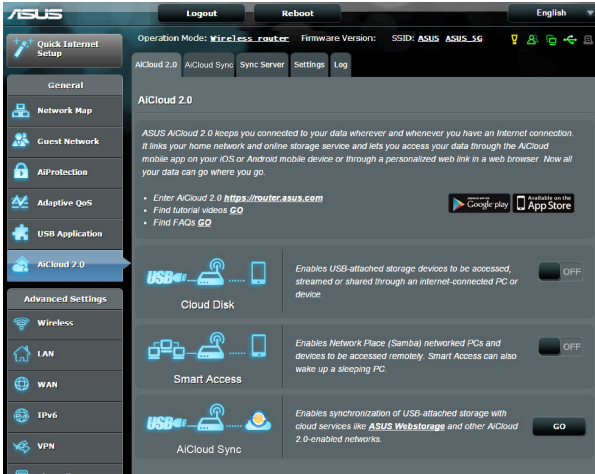 ASUS
Logout
Reboot
English
Quick Internet
Setup
Operation Mode: Wireless router Firmware Version: SSID: ASUS ASUS_5G
AiCloud 2.0 AiCloud Sync Sync Server Settings Log
General
Network Map
Guest Network
AiProtection
Adaptive QoS
USB Application
AiCloud 2.0
Advanced Settings
Wireless
LAN
WAN
IPv6
VPN
AiCloud 2.0
ASUS AiCloud 2.0 keeps you connected to your data wherever and whenever you have an Internet connection.
It links your home network and online storage service and lets you access your data through the AiCloud
mobile app on your iOS or Android mobile device or through a personalized web link in a web browser. Now all
your data can go where you go.
• Enter AiCloud 2.0 https://router.asus.com
• Find tutorial videos GO
• Find FAQs GO
Google play
Available on the
App Store
USB
Cloud Disk
Enables USB-attached storage devices to be accessed,
streamed or shared through an internet-connected PC or
device.
OFF
Smart Access
Enables Network Place (Samba) networked PCs and
devices to be accessed remotely. Smart Access can also
wake up a sleeping PC.
OFF
USB
AiCloud Sync
Enables synchronization of USB-attached storage with
cloud services like ASUS Webstorage and other AiCloud
2.0-enabled networks.
GO